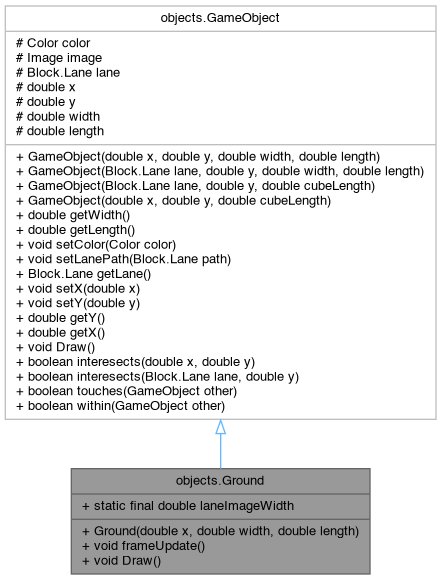 objects.GameObject
# Color color
# Image image
# Block.Lane lane
# double x
# double y
# double width
# double length
+ GameObject(double x, double y, double width, double length)
+ GameObject(Block.Lane lane, double y, double width, double length)
+ GameObject(Block.Lane lane, double y, double cubeLength)
+ GameObject(double x, double y, double cubeLength)
+ double getWidth()
+ double getLength()
+ void setColor(Color color)
+ void setLanePath(Block.Lane path)
+ Block.Lane getLane()
+ void setX(double x)
+ void setY(double y)
+ double getY()
+ double getX()
+ void Draw()
+ boolean interesects(double x, double y)
+ boolean interesects(Block.Lane lane, double y)
+ boolean touches(GameObject other)
+ boolean within(GameObject other)
objects.Ground
+ static final double laneImageWidth
+ Ground(double x, double width, double length)
+ void frameUpdate()
+ void Draw()